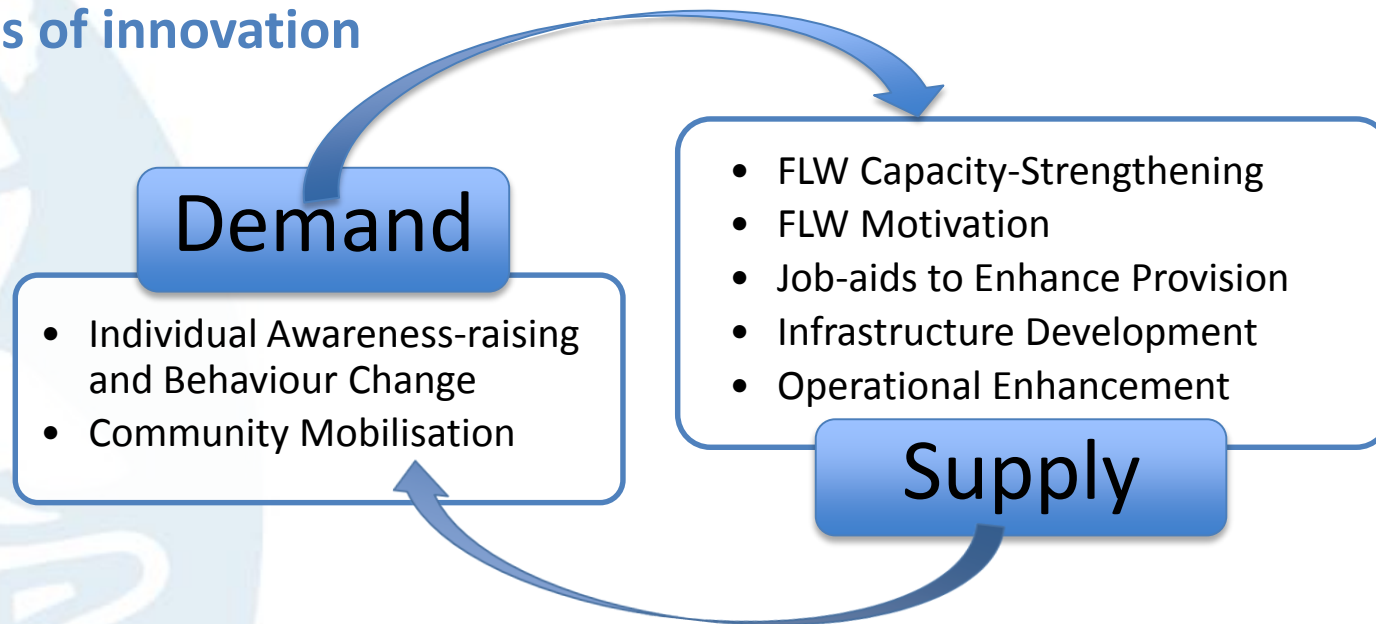 s of innovation
Demand
• Individual Awareness-raising
and Behaviour Change
• Community Mobilisation
• FLW Capacity-Strengthening
• FLW Motivation
• Job-aids to Enhance Provision
• Infrastructure Development
• Operational Enhancement
Supply